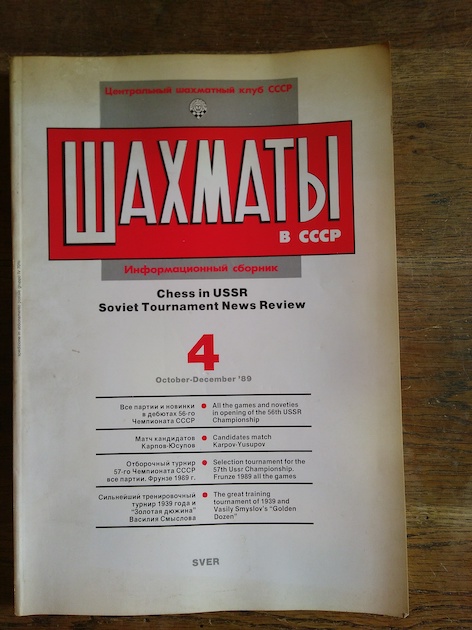 Центральный шахматный клуб СССР
ШАХМАТЫ
В СССР
Информационный сборник
Chess in USSR
Soviet Tournament News Review
4
October-December '89
Все партии и новинки
в дебютах 56-го
Чемпионата СССР
All the games and noveties
in opening of the 56th USSR
Championship
Матч кандидатов
Карпов-Юсупов
Candidates match
Karpov-Yusupov
Отборочный турнир
57-го Чемпионата СССР
все партии. Фрунзе 1989 г.
Selection tournament for the
57th Ussr Championship.
Frunze 1989 all the games
Сильнейший тренировочный
турнир 1939 года и
"Золотая дюжина"
Василия Смыслова
The great training
tournament of 1939 and
Vasily Smyslov's "Golden
Dozen"
SVER